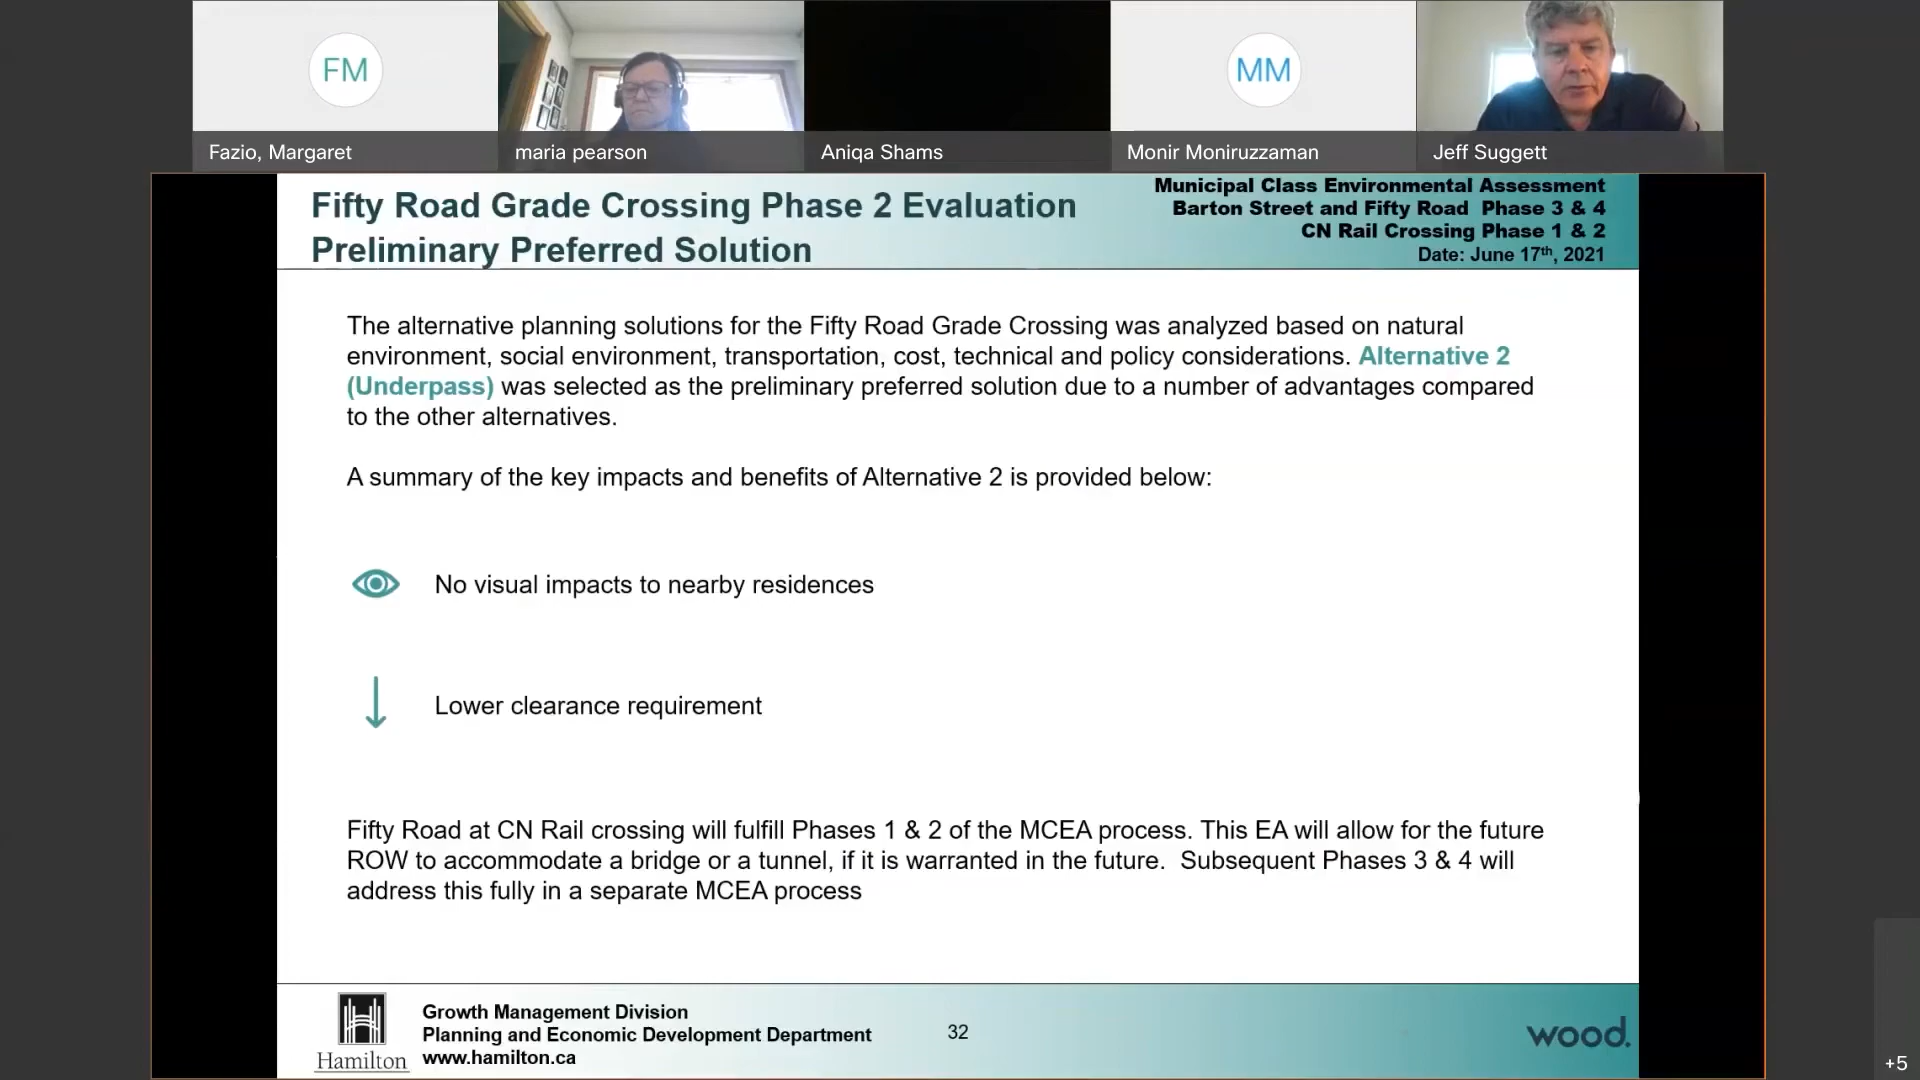 FM
MM
Fazio, Margaret
maria pearson
Aniqa Shams
Monir Moniruzzaman
Jeff Suggett
Fifty Road Grade Crossing Phase 2 Evaluation
Preliminary Preferred Solution
Municipal Class Environmental Assessment
Barton Street and Fifty Road Phase 3 & 4
CN Rail Crossing Phase 1 & 2
Date: June 17th, 2021
The alternative planning solutions for the Fifty Road Grade Crossing was analyzed based on natural
environment, social environment, transportation, cost, technical and policy considerations. Alternative 2
(Underpass) was selected as the preliminary preferred solution due to a number of advantages compared
to the other alternatives.
A summary of the key impacts and benefits of Alternative 2 is provided below:
No visual impacts to nearby residences
Lower clearance requirement
Fifty Road at CN Rail crossing will fulfill Phases 1 & 2 of the MCEA process. This EA will allow for the future
ROW to accommodate a bridge or a tunnel, if it is warranted in the future. Subsequent Phases 3 & 4 will
address this fully in a separate MCEA process
Hamilton
Growth Management Division
Planning and Economic Development Department
www.hamilton.ca
32
wood.
+5